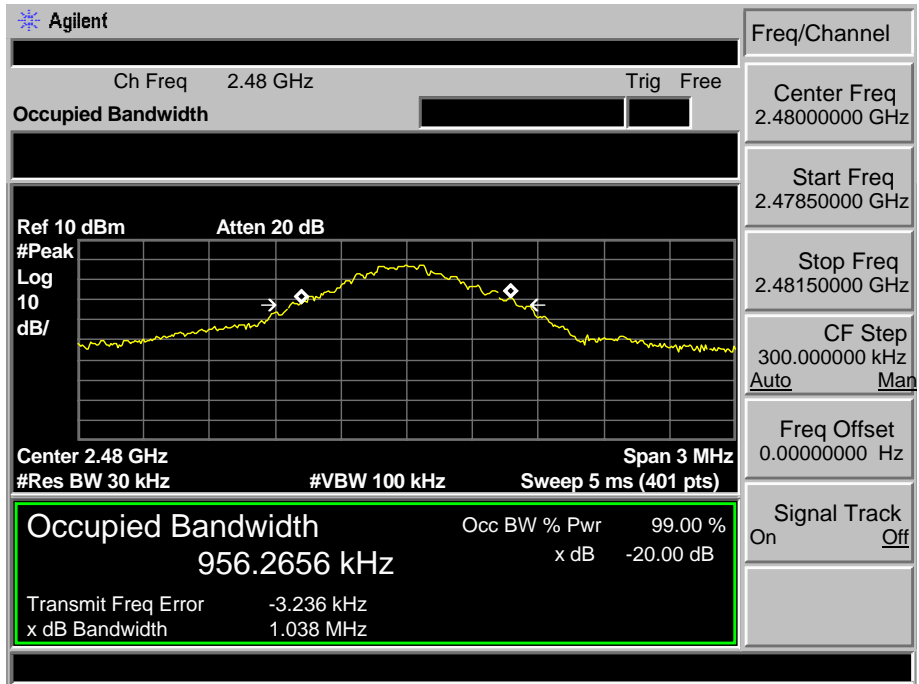 Agilent
Ch Freq 2.48 GHz Trig Free
Occupied Bandwidth
Ref 10 dBm Atten 20 dB
#Peak
Log
10
dB/
Center 2.48 GHz Span 3 MHz
#Res BW 30 kHz #VBW 100 kHz Sweep 5 ms (401 pts)
Occupied Bandwidth Occ BW % Pwr 99.00 %
956.2656 kHz x dB -20.00 dB
Transmit Freq Error -3.236 kHz
x dB Bandwidth 1.038 MHz
Freq/Channel
Center Freq
2.48000000 GHz
Start Freq
2.47850000 GHz
Stop Freq
2.48150000 GHz
CF Step
300.000000 kHz
Auto Man
Freq Offset
0.00000000 Hz
Signal Track
On Off